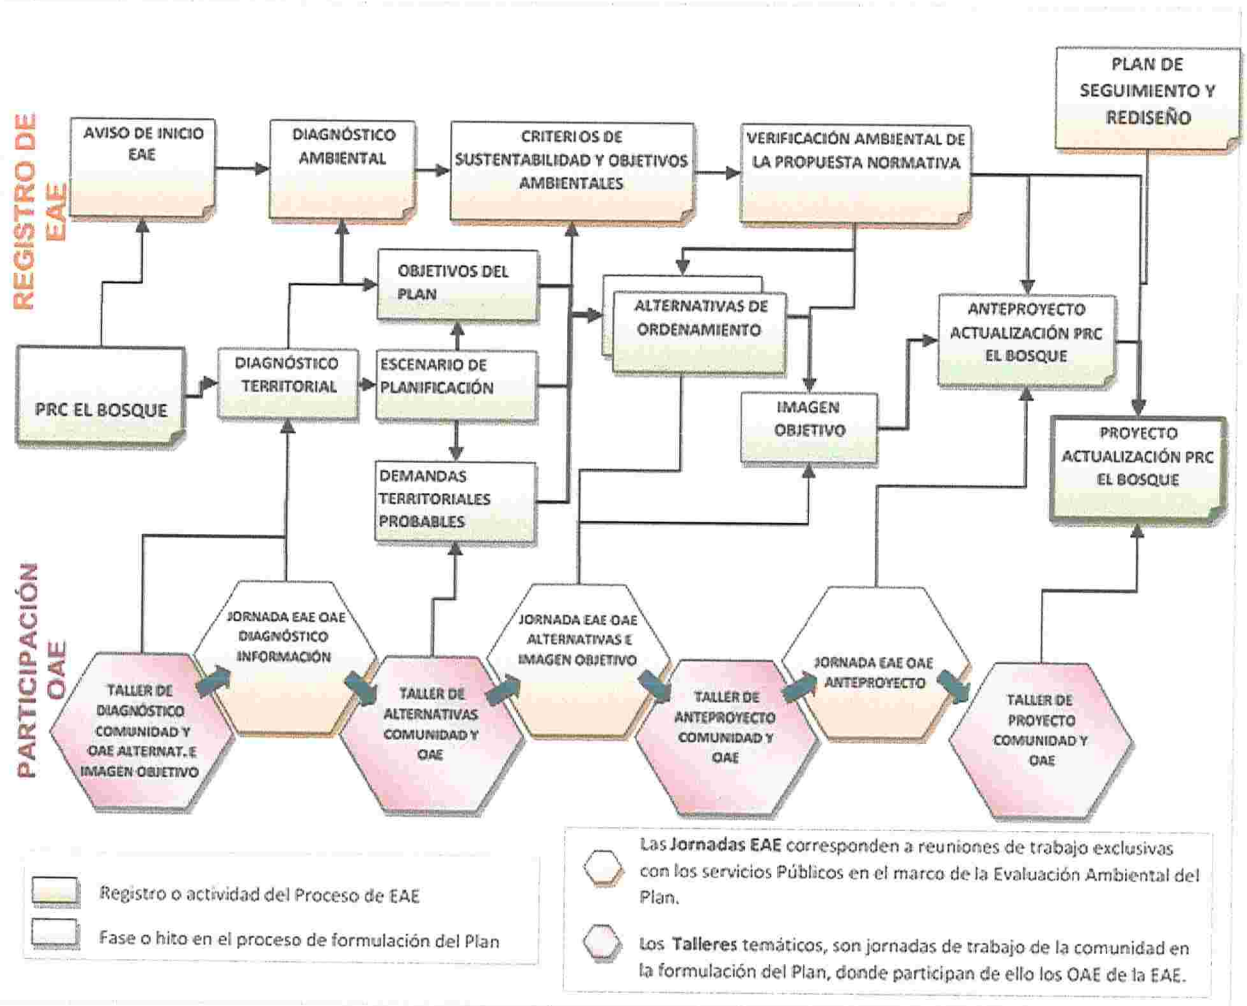 PLAN DE
SEGUIMIENTO Y
REDISEÑO
REGISTRO DE
EAE
AVISO DE INICIO
EAE
DIAGNÓSTICO
AMBIENTAL
CRITERIOS DE
SUSTENTABILIDAD Y OBJETIVOS
AMBIENTALES
VERIFICACIÓN AMBIENTAL DE
LA PROPUESTA NORMATIVA
OBJETIVOS DEL
PLAN
ALTERNATIVAS DE
ORDENAMIENTO
ANTEPROYECTO
ACTUALIZACIÓN PRC
EL BOSQUE
PRC EL BOSQUE
DIAGNÓSTICO
TERRITORIAL
ESCENARIO DE
PLANIFICACIÓN
IMAGEN
OBJETIVO
PROYECTO
ACTUALIZACIÓN PRC
EL BOSQUE
DEMANDAS
TERRITORIALES
PROBABLES
PARTICIPACIÓN
OAE
TALLER DE
DIAGNÓSTICO
COMUNIDAD Y
OAE ALTERNAT. E
IMAGEN OBJETIVO
JORNADA EAE OAE
DIAGNÓSTICO
INFORMACIÓN
TALLER DE
ALTERNATIVAS
COMUNIDAD Y
OAE
JORNADA EAE OAE
ALTERNATIVAS E
IMAGEN OBJETIVO
TALLER DE
ANTEPROYECTO
COMUNIDAD Y
OAE
JORNADA EAE OAE
ANTEPROYECTO
TALLER DE
PROYECTO
COMUNIDAD Y
OAE
Registro o actividad del Proceso de EAE
Fase o hito en el proceso de formulación del Plan
Las Jornadas EAE corresponden a reuniones de trabajo exclusivas
con los servicios Públicos en el marco de la Evaluación Ambiental del
Plan.
Los Talleres temáticos, son jornadas de trabajo de la comunidad en
la formulación del Plan, donde participan de ello los OAE de la EAE.